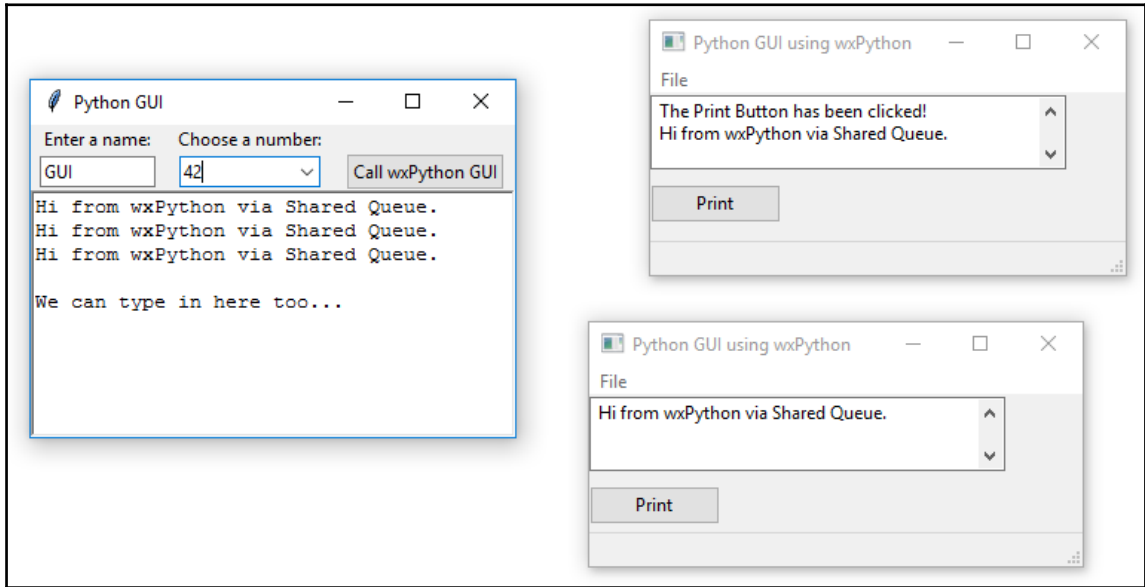 Python GUI
Enter a name: Choose a number:
GUI 42 Call wxPython GUI
Hi from wxPython via Shared Queue.
Hi from wxPython via Shared Queue.
Hi from wxPython via Shared Queue.
We can type in here too...
Python GUI using wxPython
File
The Print Button has been clicked!
Hi from wxPython via Shared Queue.
Print
Python GUI using wxPython
File
Hi from wxPython via Shared Queue.
Print